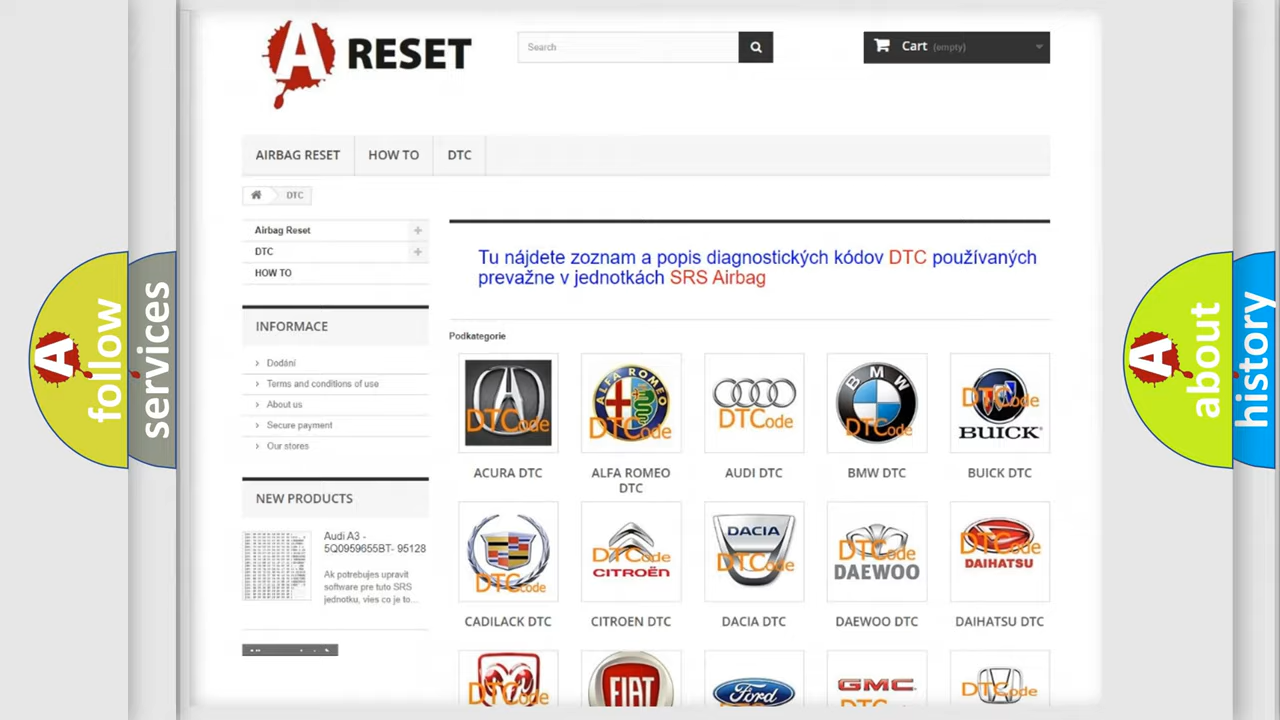 A RESET
Search
Cart (empty)
AIRBAG RESET
HOW TO
DTC
DTC
Airbag Reset
DTC
HOW TO
INFORMACE
Dodání
Terms and conditions of use
About us
Secure payment
Our stores
NEW PRODUCTS
Audi A3 -
5Q0959655BT- 95128
Ak potrebujes upravit
software pre tuto SRS
jednotku, vies co je to...
Tu nájdete zoznam a popis diagnostických kódov DTC používaných
prevažne v jednotkách SRS Airbag
Podkategorie
DTCode
ALFA ROMEO
DTCode
DTCode
BMW
DTCode
DTCode
BUICK
ACURA DTC
ALFA ROMEO
DTC
AUDI DTC
BMW DTC
BUICK DTC
DTCode
DTCode
CITROËN
DACIA
DTCode
DTCode
DAEWOO
DTCode
DAIHATSU
CADILACK DTC
CITROEN DTC
DACIA DTC
DAEWOO DTC
DAIHATSU DTC
DTCode
FIAT
Ford
GMC
DTCode
A follow
services
A about
history